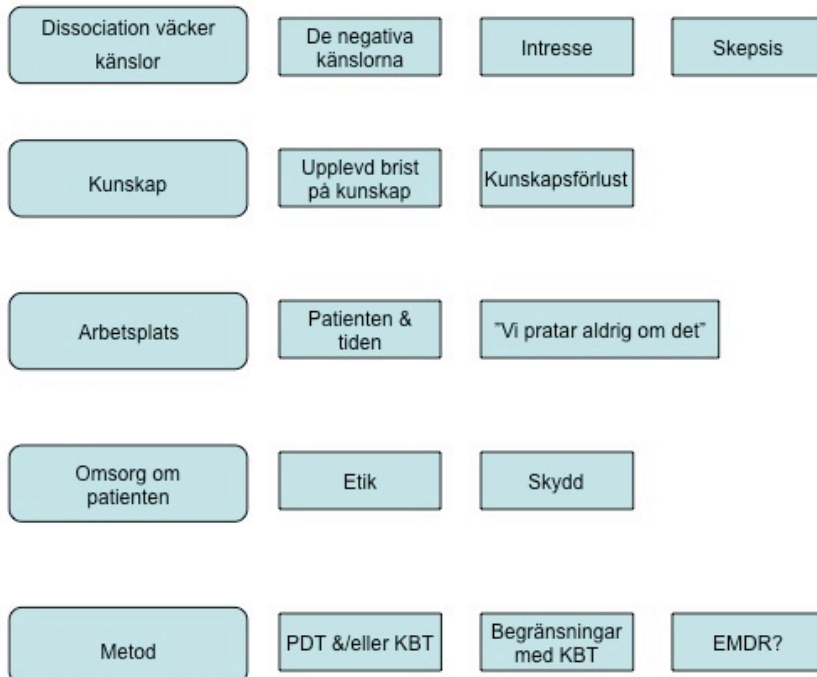 Dissociation väcker
känslor
De negativa
känslorna
Intresse
Skepsis
Kunskap
Upplevd brist
på kunskap
Kunskapsförlust
Arbetsplats
Patienten &
tiden
"Vi pratar aldrig om det"
Omsorg om
patienten
Etik
Skydd
Metod
PDT &/eller KBT
Begränsningar
med KBT
EMDR?